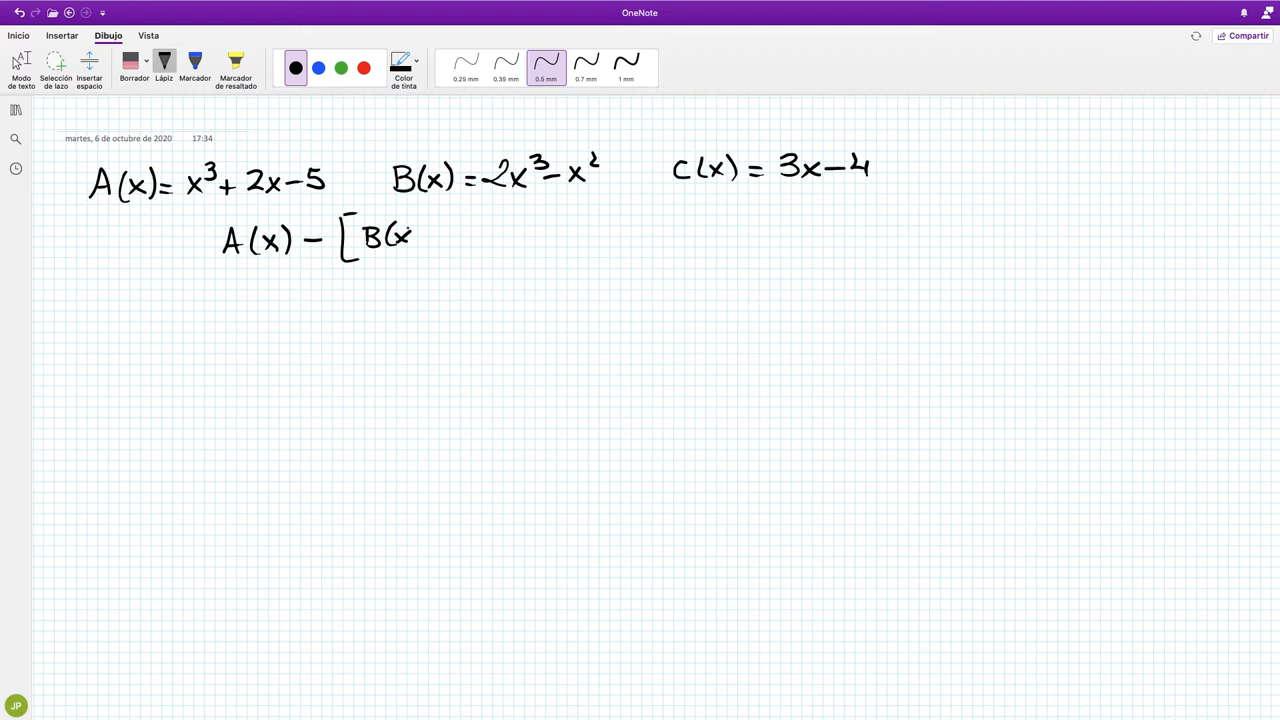 OneNote
Inicio Insertar Dibujo Vista Compartir
Modo de texto Selección de lazo Insertar espacio Borrador Lápiz Marcador Marcador de resaltado Color de tinta 0.25 mm 0.35 mm 0.5 mm 0.7 mm 1 mm
martes, 6 de octubre de 2020 17:34
A(x)= x³+ 2x-5 B(x) = 2x³-x² C(x) = 3x-4
A(x) - [B(x
JP